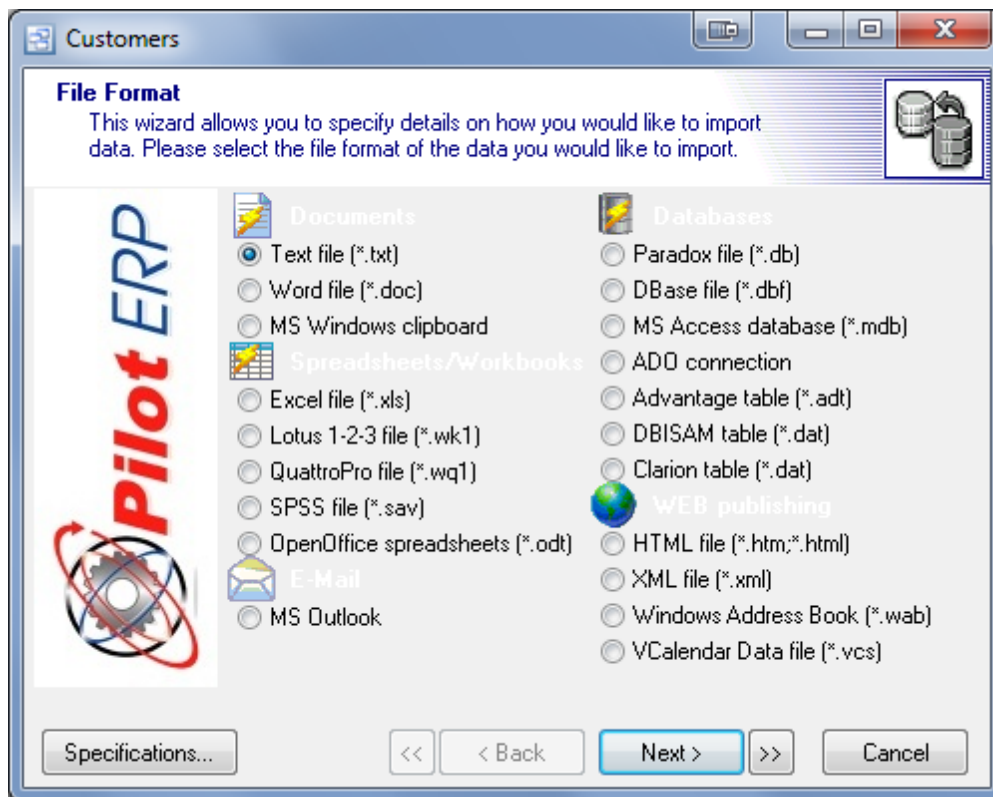 Customers
File Format
This wizard allows you to specify details on how you would like to import
data. Please select the file format of the data you would like to import.
Pilot ERP
Documents
Text file (*.txt)
Word file (*.doc)
MS Windows clipboard
Spreadsheets/Workbooks
Excel file (*.xls)
Lotus 1-2-3 file (*.wk1)
QuattroPro file (*.wq1)
SPSS file (*.sav)
OpenOffice spreadsheets (*.odt)
E-Mail
MS Outlook
Databases
Paradox file (*.db)
DBase file (*.dbf)
MS Access database (*.mdb)
ADO connection
Advantage table (*.adt)
DBISAM table (*.dat)
Clarion table (*.dat)
WEB publishing
HTML file (*.htm;*.html)
XML file (*.xml)
Windows Address Book (*.wab)
VCalendar Data file (*.vcs)
Specifications...
<<
< Back
Next >
>>
Cancel